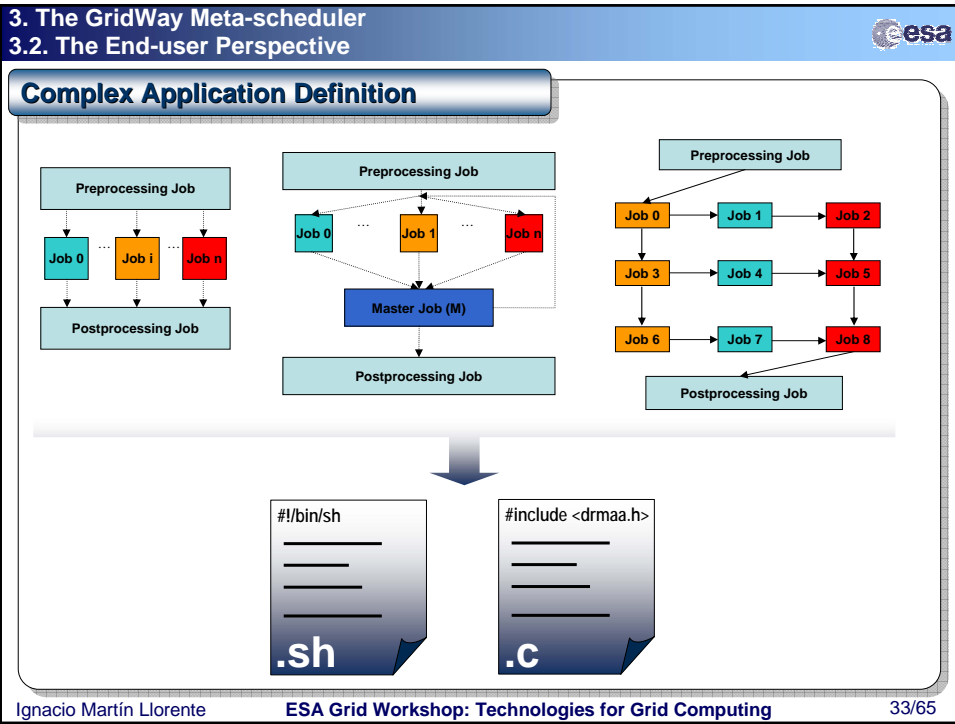 3. The GridWay Meta-scheduler
3.2. The End-user Perspective
esa
Complex Application Definition
Preprocessing Job
Job 0
...
Job i
...
Job n
Postprocessing Job
Preprocessing Job
Job 0
...
Job 1
...
Job n
Master Job (M)
Postprocessing Job
Preprocessing Job
Job 0
Job 1
Job 2
Job 3
Job 4
Job 5
Job 6
Job 7
Job 8
Postprocessing Job
#!/bin/sh
.sh
#include <drmaa.h>
.c
Ignacio Martín Llorente
ESA Grid Workshop: Technologies for Grid Computing
33/65